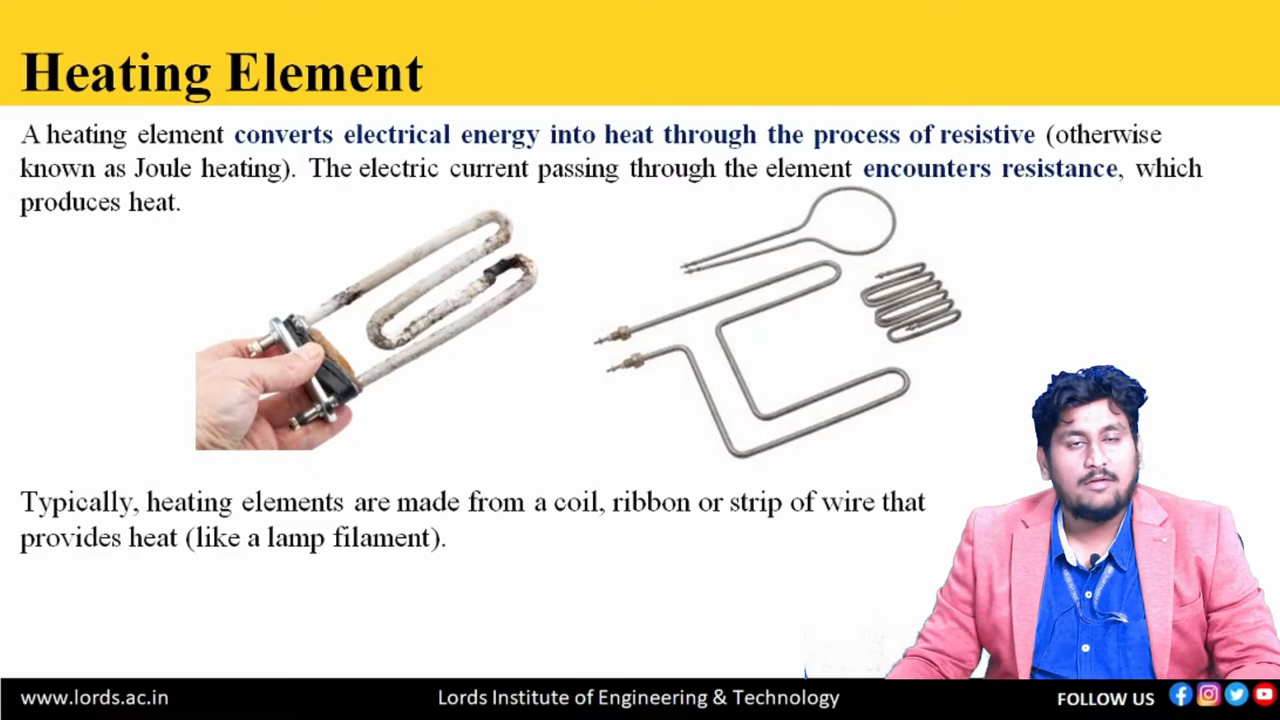 Heating Element
A heating element converts electrical energy into heat through the process of resistive (otherwise
known as Joule heating). The electric current passing through the element encounters resistance, which
produces heat.
Typically, heating elements are made from a coil, ribbon or strip of wire that
provides heat (like a lamp filament).
www.lords.ac.in
Lords Institute of Engineering & Technology
FOLLOW US